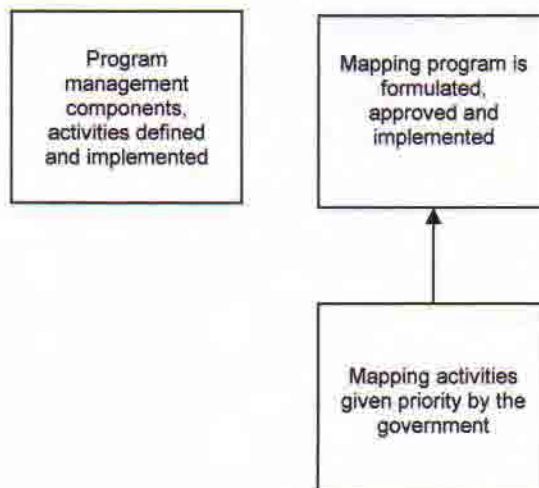 Program
management
components,
activities defined
and implemented
Mapping program is
formulated,
approved and
implemented
Mapping activities
given priority by the
government